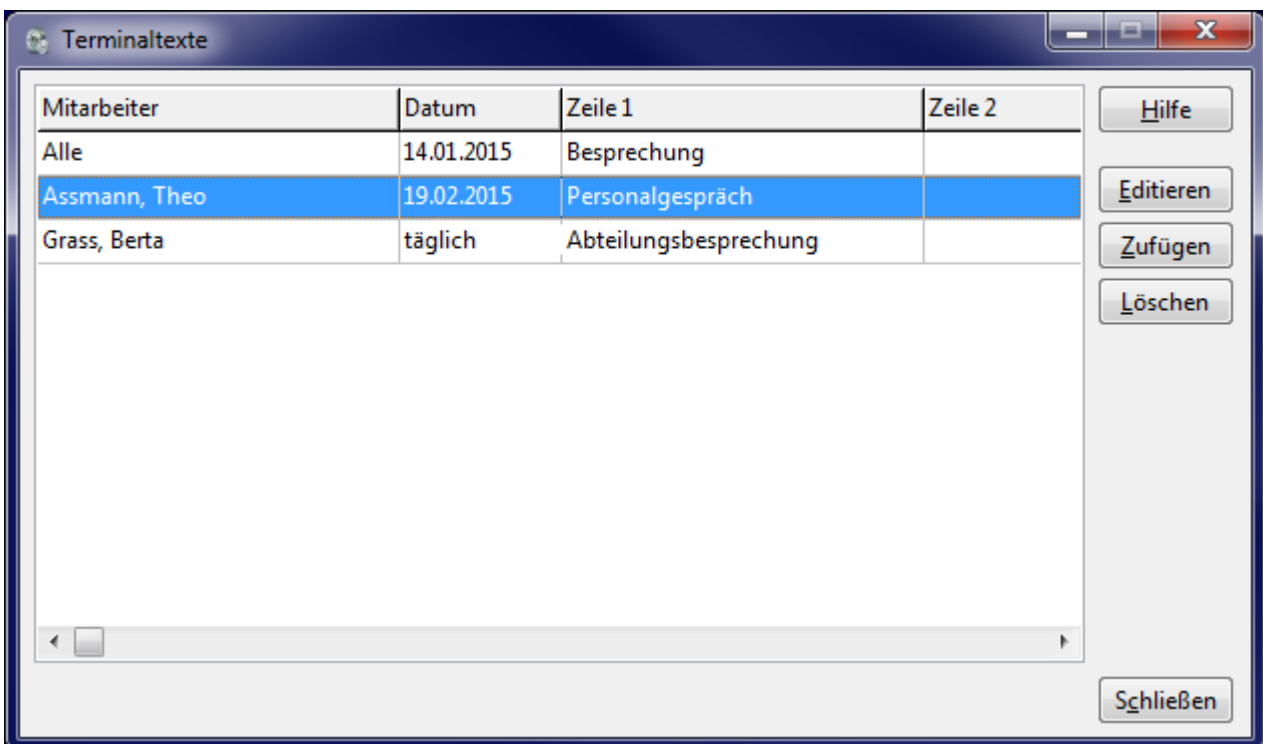 Terminaltexte
Mitarbeiter Datum Zeile 1 Zeile 2
Alle 14.01.2015 Besprechung
Assmann, Theo 19.02.2015 Personalgespräch
Grass, Berta täglich Abteilungsbesprechung
Hilfe
Editieren
Zufügen
Löschen
Schließen